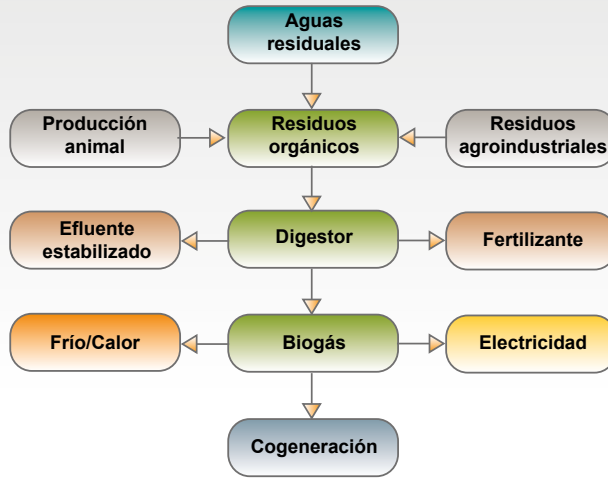 Aguas
residuales
Producción
animal
Residuos
orgánicos
Residuos
agroindustriales
Efluente
estabilizado
Digestor
Fertilizante
Frío/Calor
Biogás
Electricidad
Cogeneración